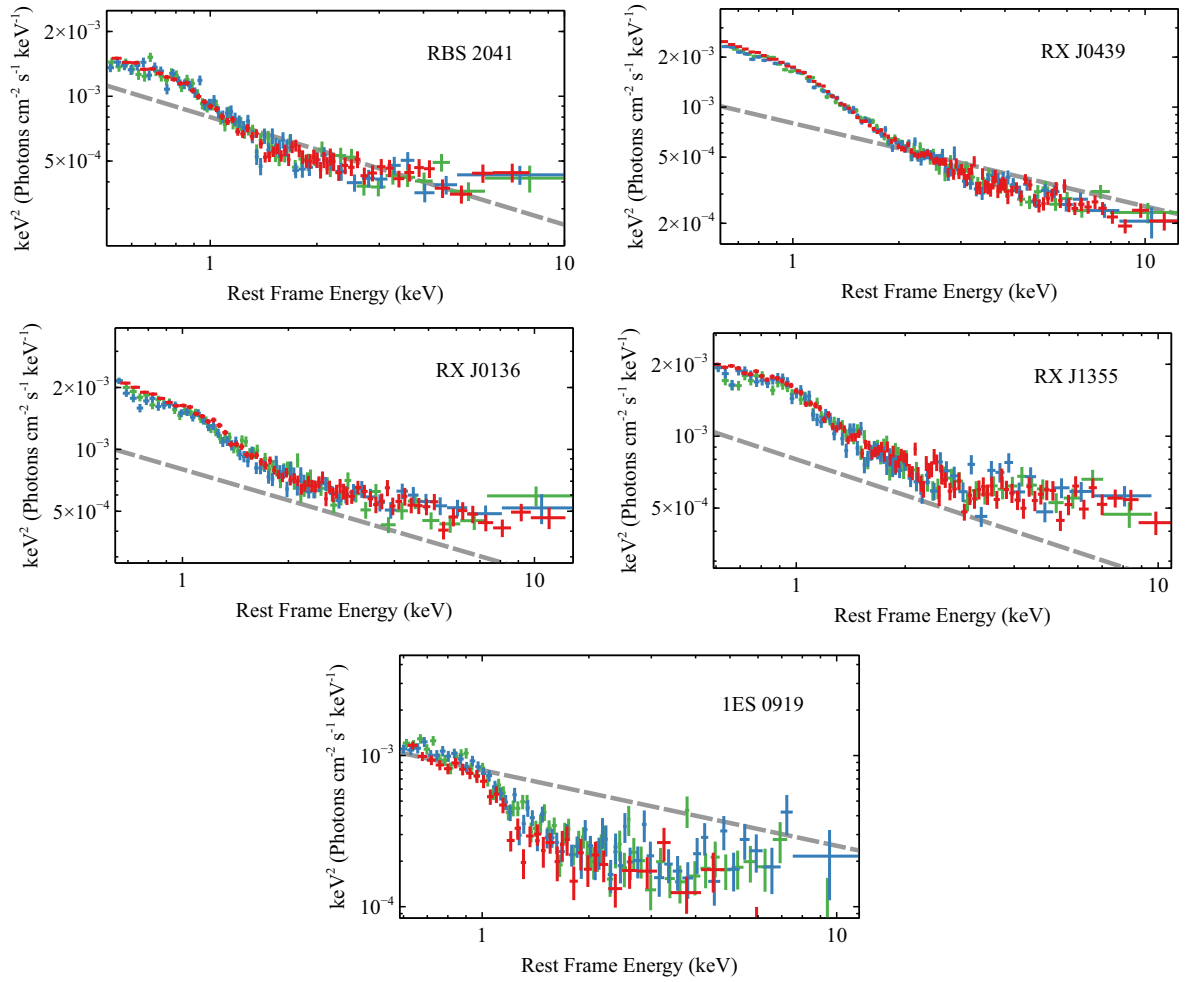 RBS 2041
2×10⁻³
10⁻³
5×10⁻⁴
keV² (Photons cm⁻² s⁻¹ keV⁻¹)
1 10
Rest Frame Energy (keV)
RX J0439
2×10⁻³
10⁻³
5×10⁻⁴
2×10⁻⁴
keV² (Photons cm⁻² s⁻¹ keV⁻¹)
1 10
Rest Frame Energy (keV)
RX J0136
2×10⁻³
10⁻³
5×10⁻⁴
keV² (Photons cm⁻² s⁻¹ keV⁻¹)
1 10
Rest Frame Energy (keV)
RX J1355
2×10⁻³
10⁻³
5×10⁻⁴
keV² (Photons cm⁻² s⁻¹ keV⁻¹)
1 10
Rest Frame Energy (keV)
1ES 0919
10⁻³
10⁻⁴
keV² (Photons cm⁻² s⁻¹ keV⁻¹)
1 10
Rest Frame Energy (keV)